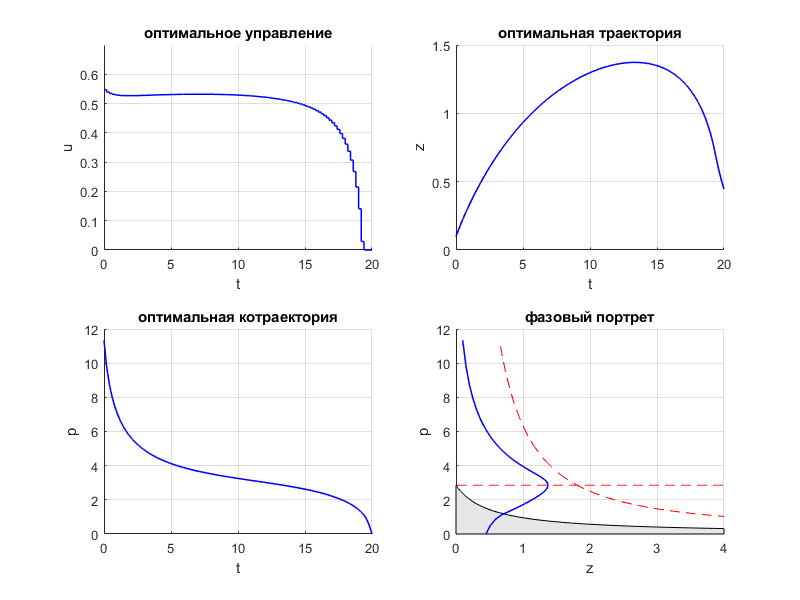 оптимальное управление
0.6
0.5
0.4
0.3
0.2
0.1
0
u
0 5 10 15 20
t
оптимальная траектория
1.5
1
0.5
0
z
0 5 10 15 20
t
оптимальная котраектория
12
10
8
6
4
2
0
p
0 5 10 15 20
t
фазовый портрет
12
10
8
6
4
2
0
p
0 1 2 3 4
z